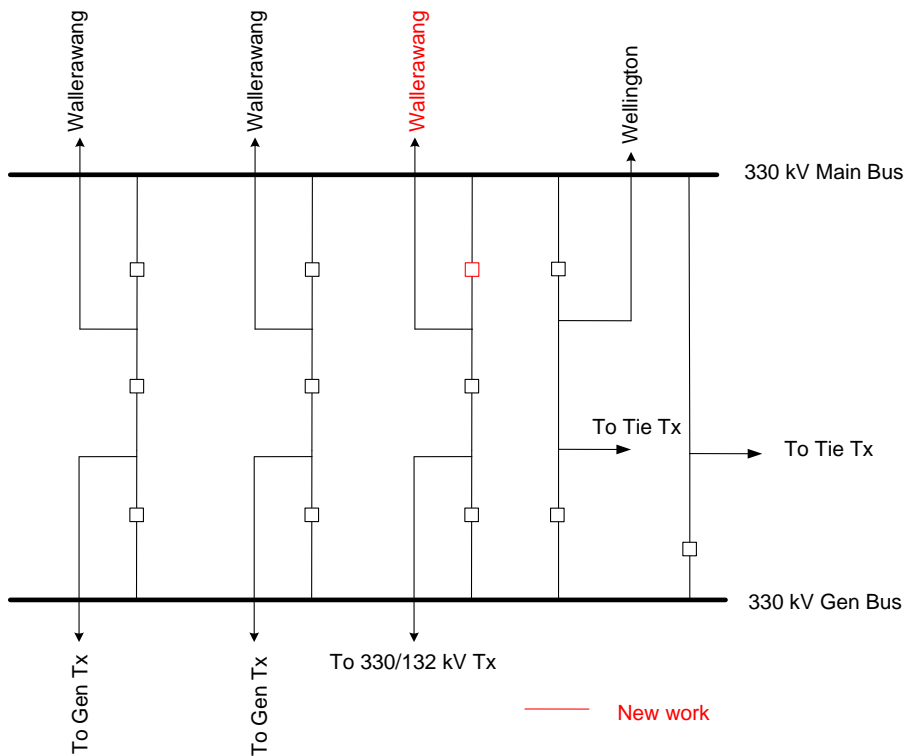 Wallerawang
Wallerawang
Wallerawang
Wellington
330 kV Main Bus
To Tie Tx
To Tie Tx
330 kV Gen Bus
To Gen Tx
To Gen Tx
To 330/132 kV Tx
New work